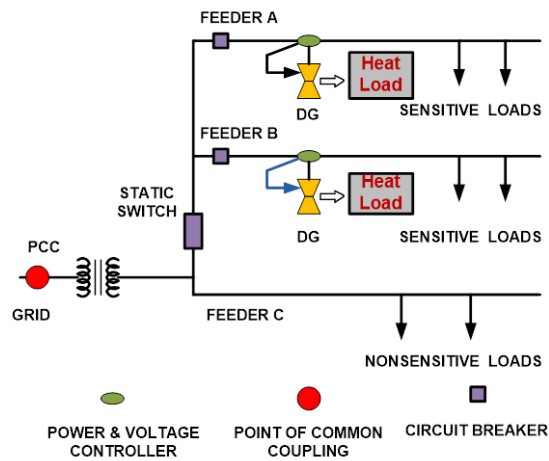 FEEDER A
Heat
Load
DG
SENSITIVE LOADS
FEEDER B
Heat
Load
DG
SENSITIVE LOADS
STATIC
SWITCH
PCC
GRID
FEEDER C
NONSENSITIVE LOADS
POWER & VOLTAGE
CONTROLLER
POINT OF COMMON
COUPLING
CIRCUIT BREAKER